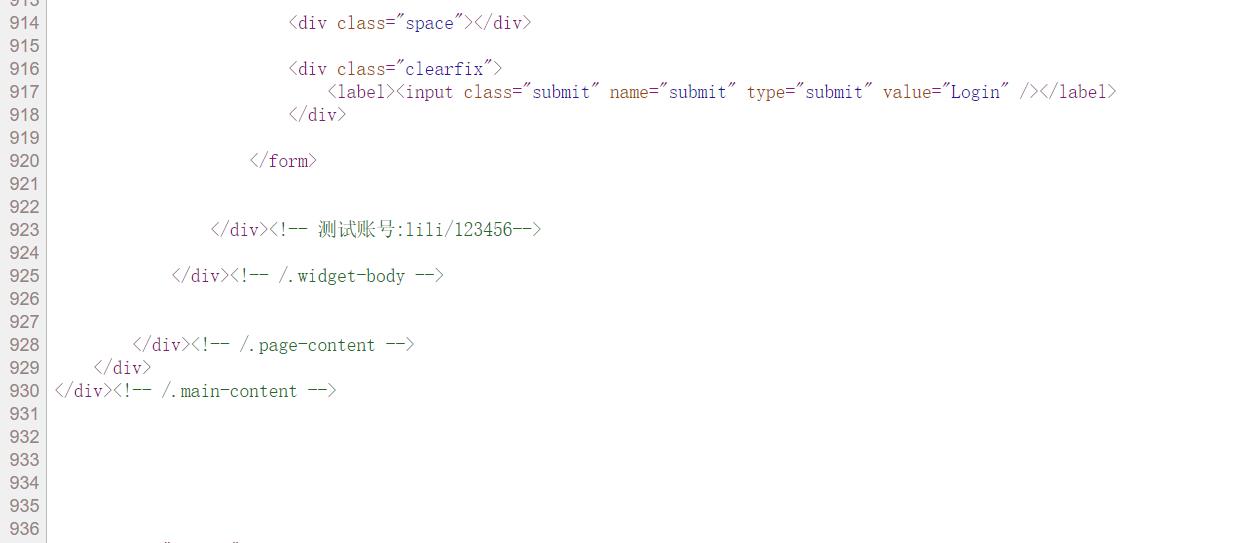 913
914 <div class="space"></div>
915
916 <div class="clearfix">
917 <label><input class="submit" name="submit" type="submit" value="Login" /></label>
918 </div>
919
920 </form>
921
922
923 </div><!-- 测试账号:lili/123456-->
924
925 </div><!-- /.widget-body -->
926
927
928 </div><!-- /.page-content -->
929 </div>
930 </div><!-- /.main-content -->
931
932
933
934
935
936